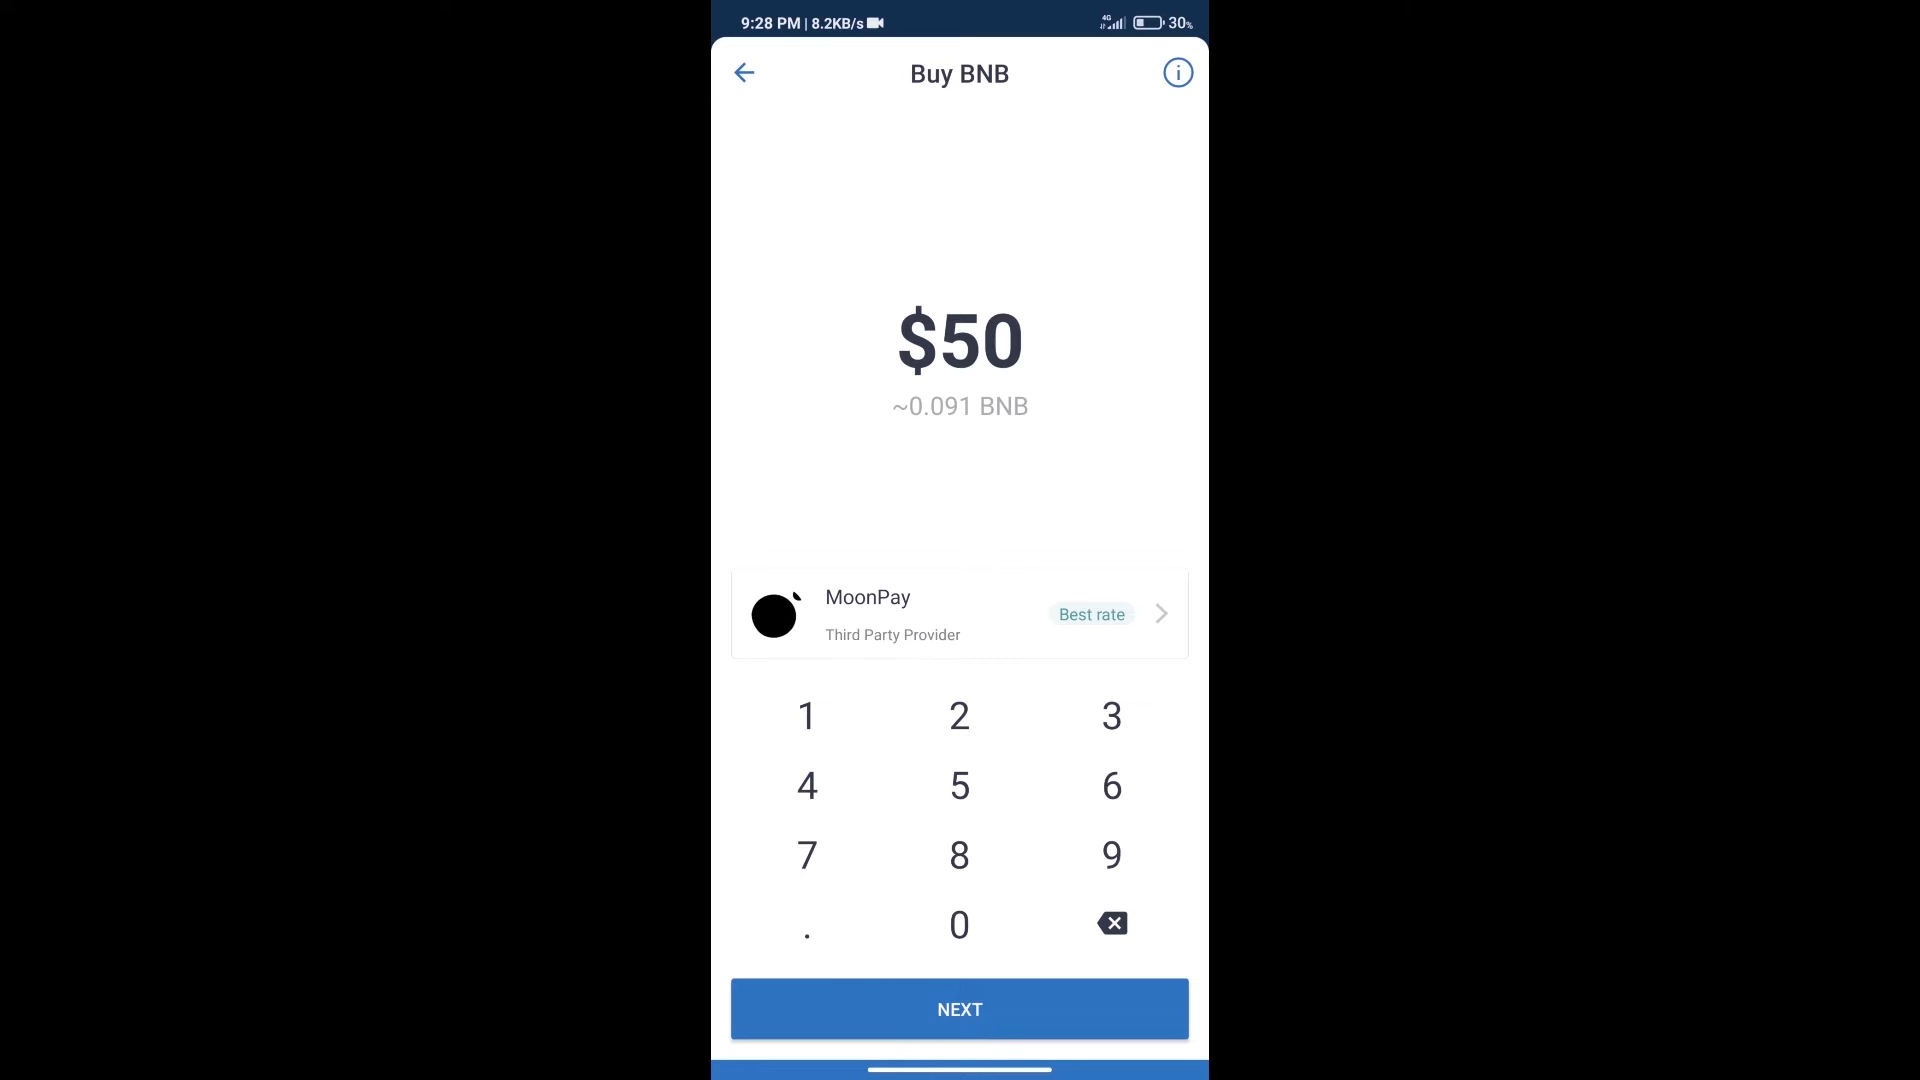 9:28 PM | 8.2KB/s
4G
30%
Buy BNB
$50
~0.091 BNB
MoonPay
Third Party Provider
Best rate
1 2 3
4 5 6
7 8 9
. 0
NEXT